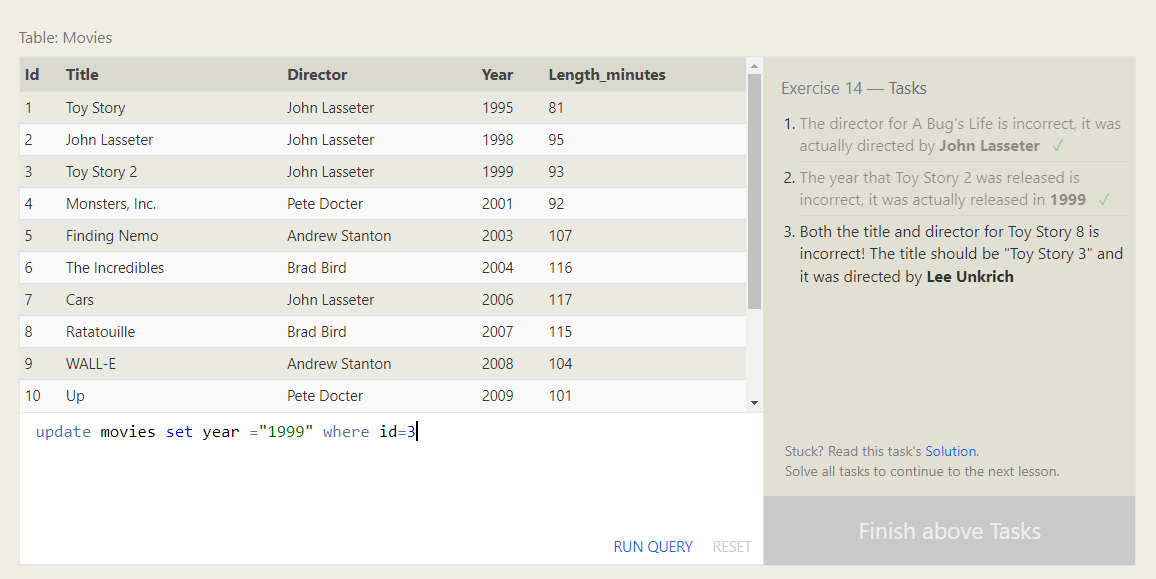 Table: Movies
Id Title Director Year Length_minutes
1 Toy Story John Lasseter 1995 81
2 John Lasseter John Lasseter 1998 95
3 Toy Story 2 John Lasseter 1999 93
4 Monsters, Inc. Pete Docter 2001 92
5 Finding Nemo Andrew Stanton 2003 107
6 The Incredibles Brad Bird 2004 116
7 Cars John Lasseter 2006 117
8 Ratatouille Brad Bird 2007 115
9 WALL-E Andrew Stanton 2008 104
10 Up Pete Docter 2009 101
update movies set year ="1999" where id=3
RUN QUERY RESET
Exercise 14 — Tasks
1. The director for A Bug's Life is incorrect, it was
actually directed by John Lasseter ✓
2. The year that Toy Story 2 was released is
incorrect, it was actually released in 1999 ✓
3. Both the title and director for Toy Story 8 is
incorrect! The title should be "Toy Story 3" and
it was directed by Lee Unkrich
Stuck? Read this task's Solution.
Solve all tasks to continue to the next lesson.
Finish above Tasks